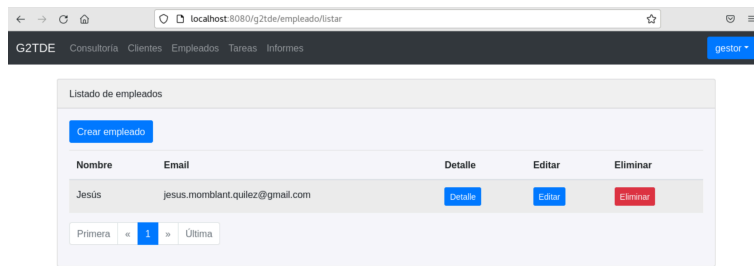 localhost:8080/g2tde/empleado/listar
G2TDE Consultoría Clientes Empleados Tareas Informes gestor
Listado de empleados
Crear empleado
Nombre Email Detalle Editar Eliminar
Jesús jesus.momblant.quilez@gmail.com Detalle Editar Eliminar
Primera « 1 » Última